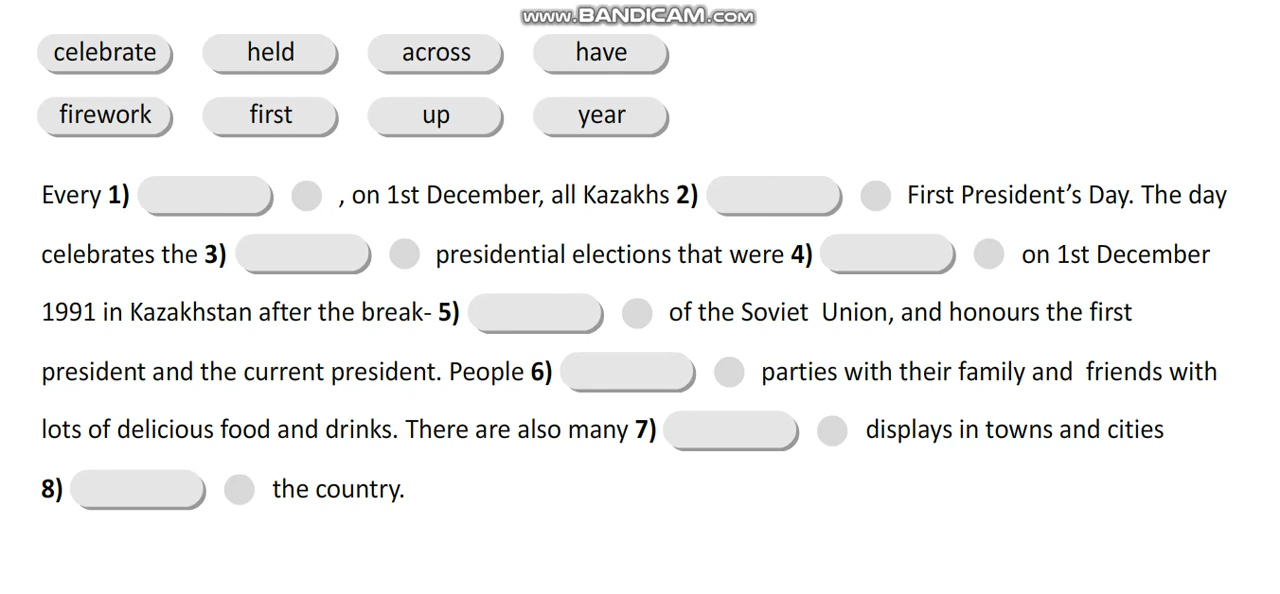 www.BANDICAM.com
celebrate held across have
firework first up year
Every 1) , on 1st December, all Kazakhs 2) First President’s Day. The day
celebrates the 3) presidential elections that were 4) on 1st December
1991 in Kazakhstan after the break- 5) of the Soviet Union, and honours the first
president and the current president. People 6) parties with their family and friends with
lots of delicious food and drinks. There are also many 7) displays in towns and cities
8) the country.